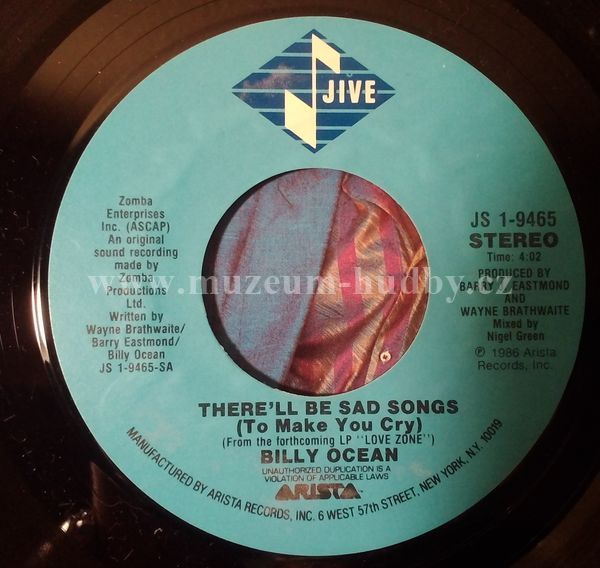 JIVE
Zomba
Enterprises
Inc. (ASCAP)
An original
sound recording
made by
Zomba
Productions
Ltd.
Written by
Wayne Brathwaite/
Barry Eastmond/
Billy Ocean
JS 1-9465-SA
JS 1-9465
STEREO
Time: 4:02
PRODUCED BY
BARRY J. EASTMOND
AND
WAYNE BRATHWAITE
Mixed by
Nigel Green
℗ 1986 Arista
Records, Inc.
www.muzeum-hudby.cz
THERE'LL BE SAD SONGS
(To Make You Cry)
(From the forthcoming LP "LOVE ZONE")
BILLY OCEAN
UNAUTHORIZED DUPLICATION IS A
VIOLATION OF APPLICABLE LAWS
ARISTA
MANUFACTURED BY ARISTA RECORDS, INC. 6 WEST 57th STREET, NEW YORK, N.Y. 10019